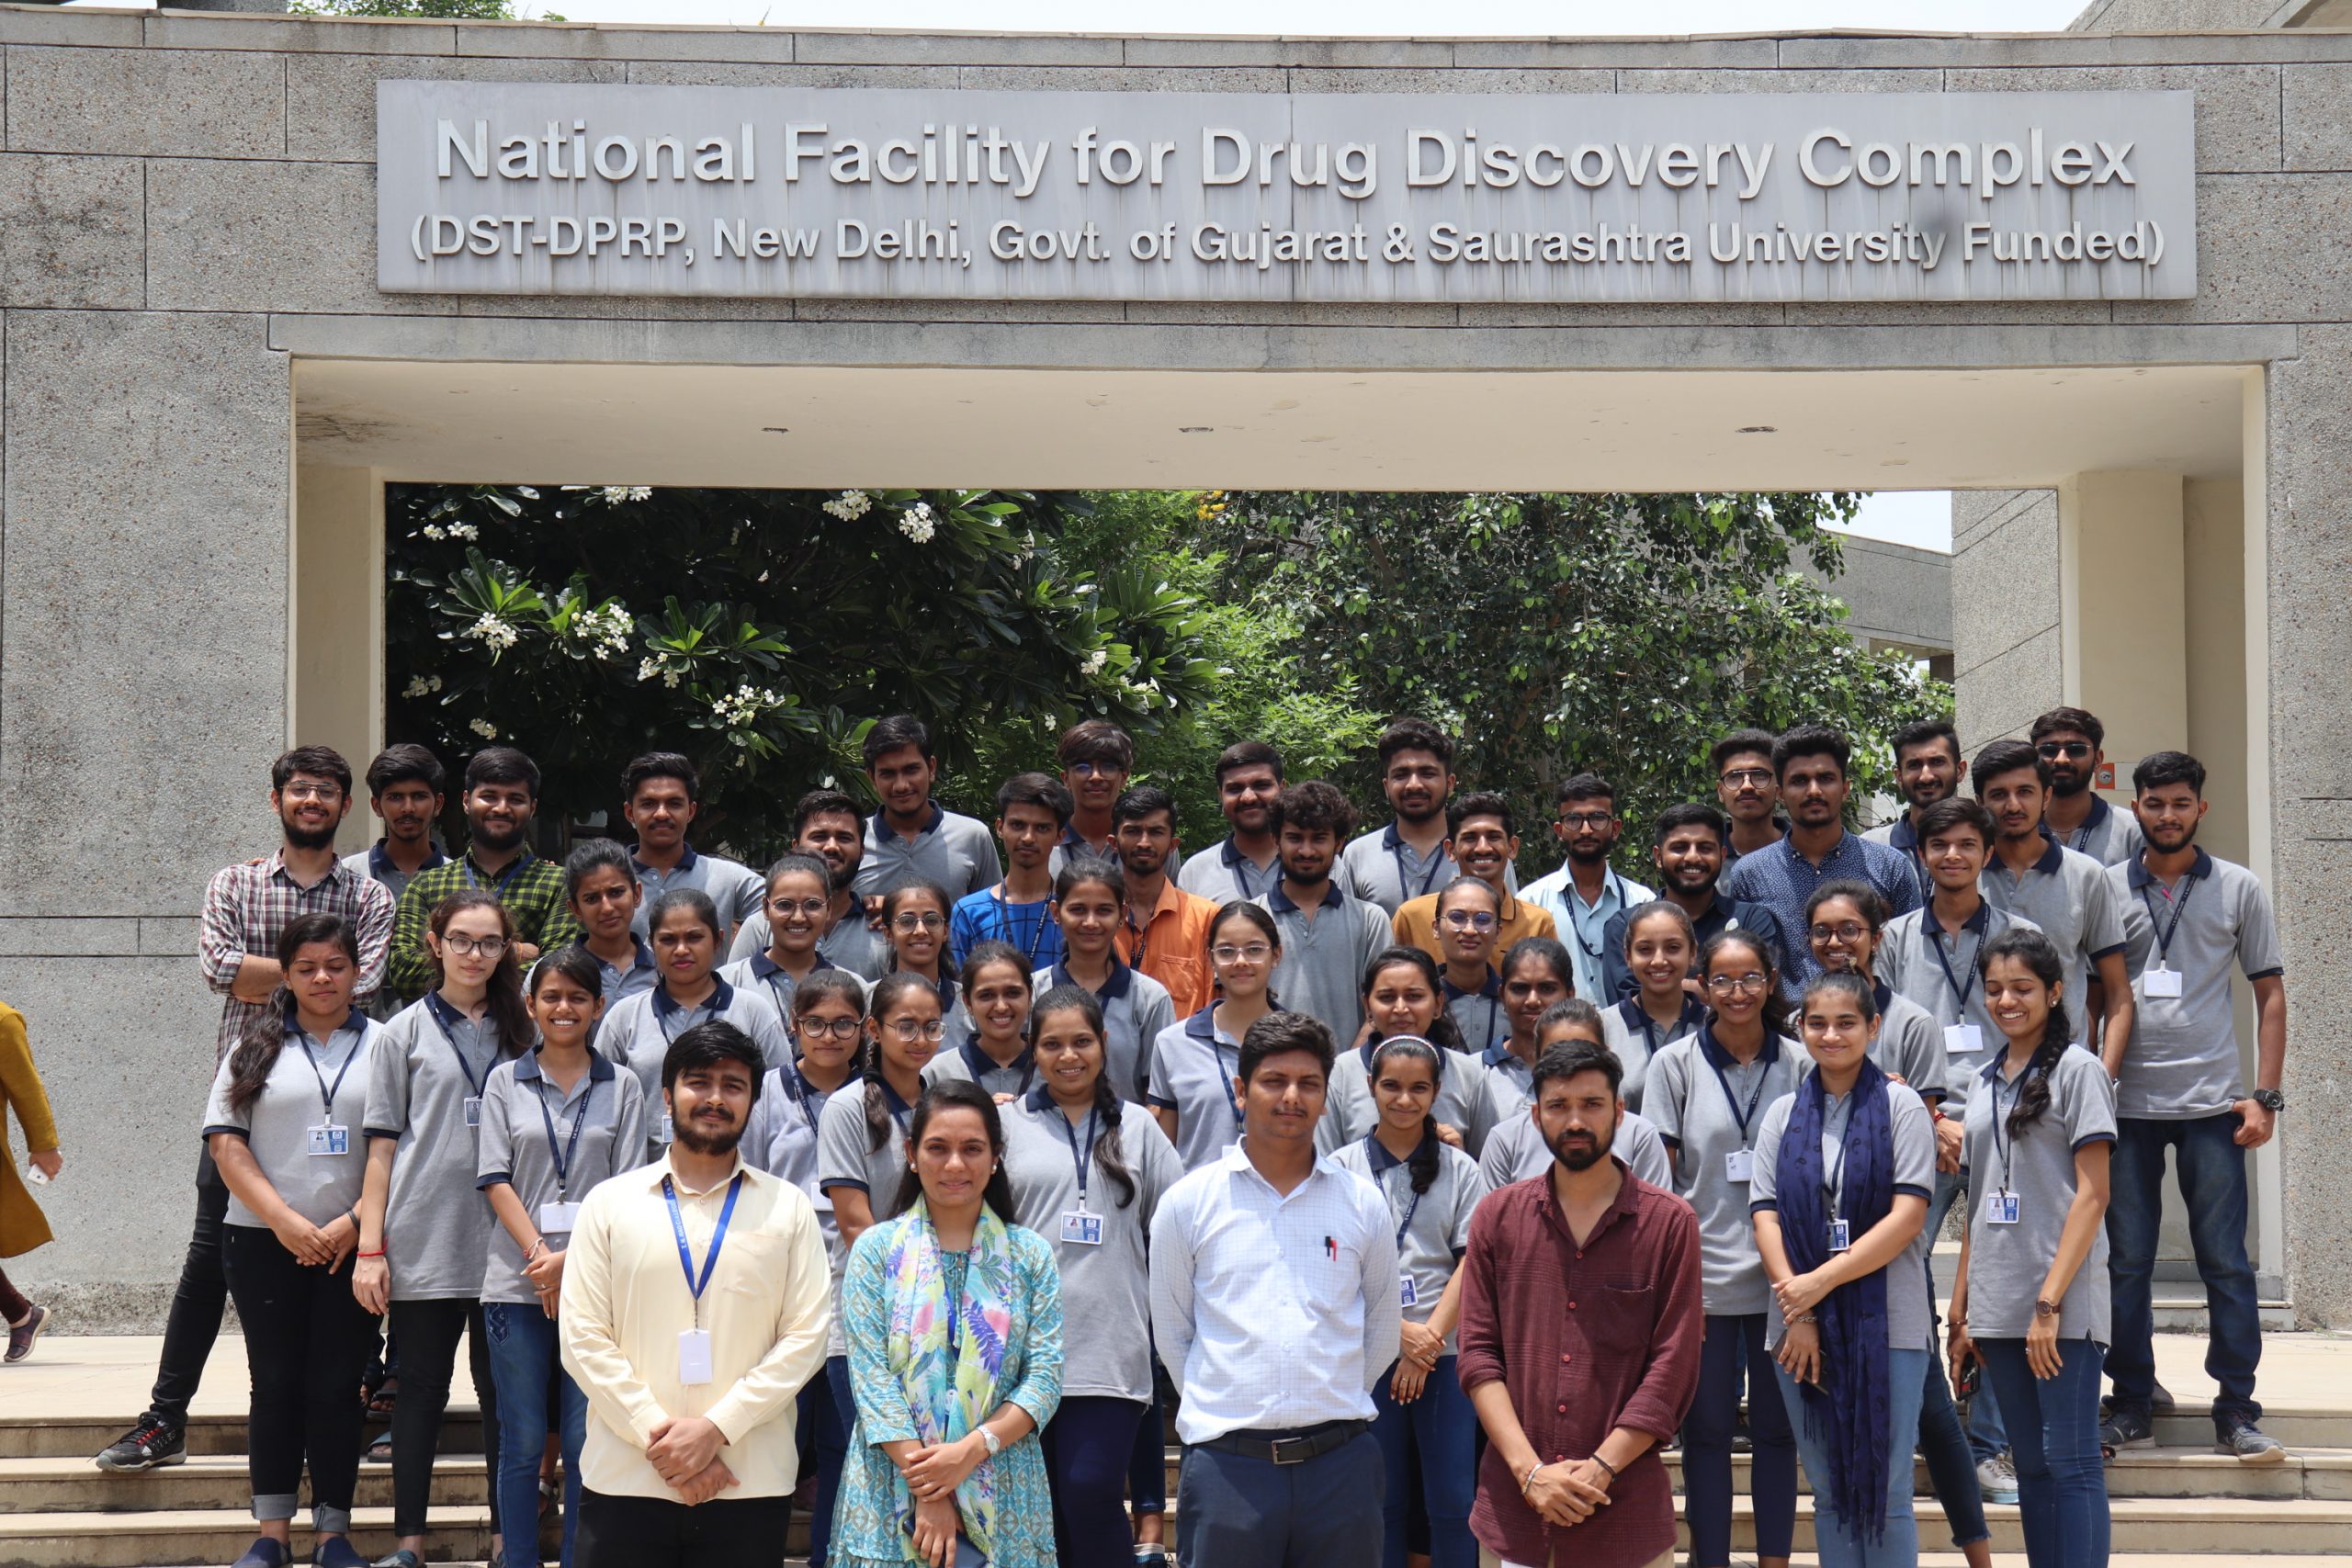 National Facility for Drug Discovery Complex
(DST-DPRP, New Delhi, Govt. of Gujarat & Saurashtra University Funded)